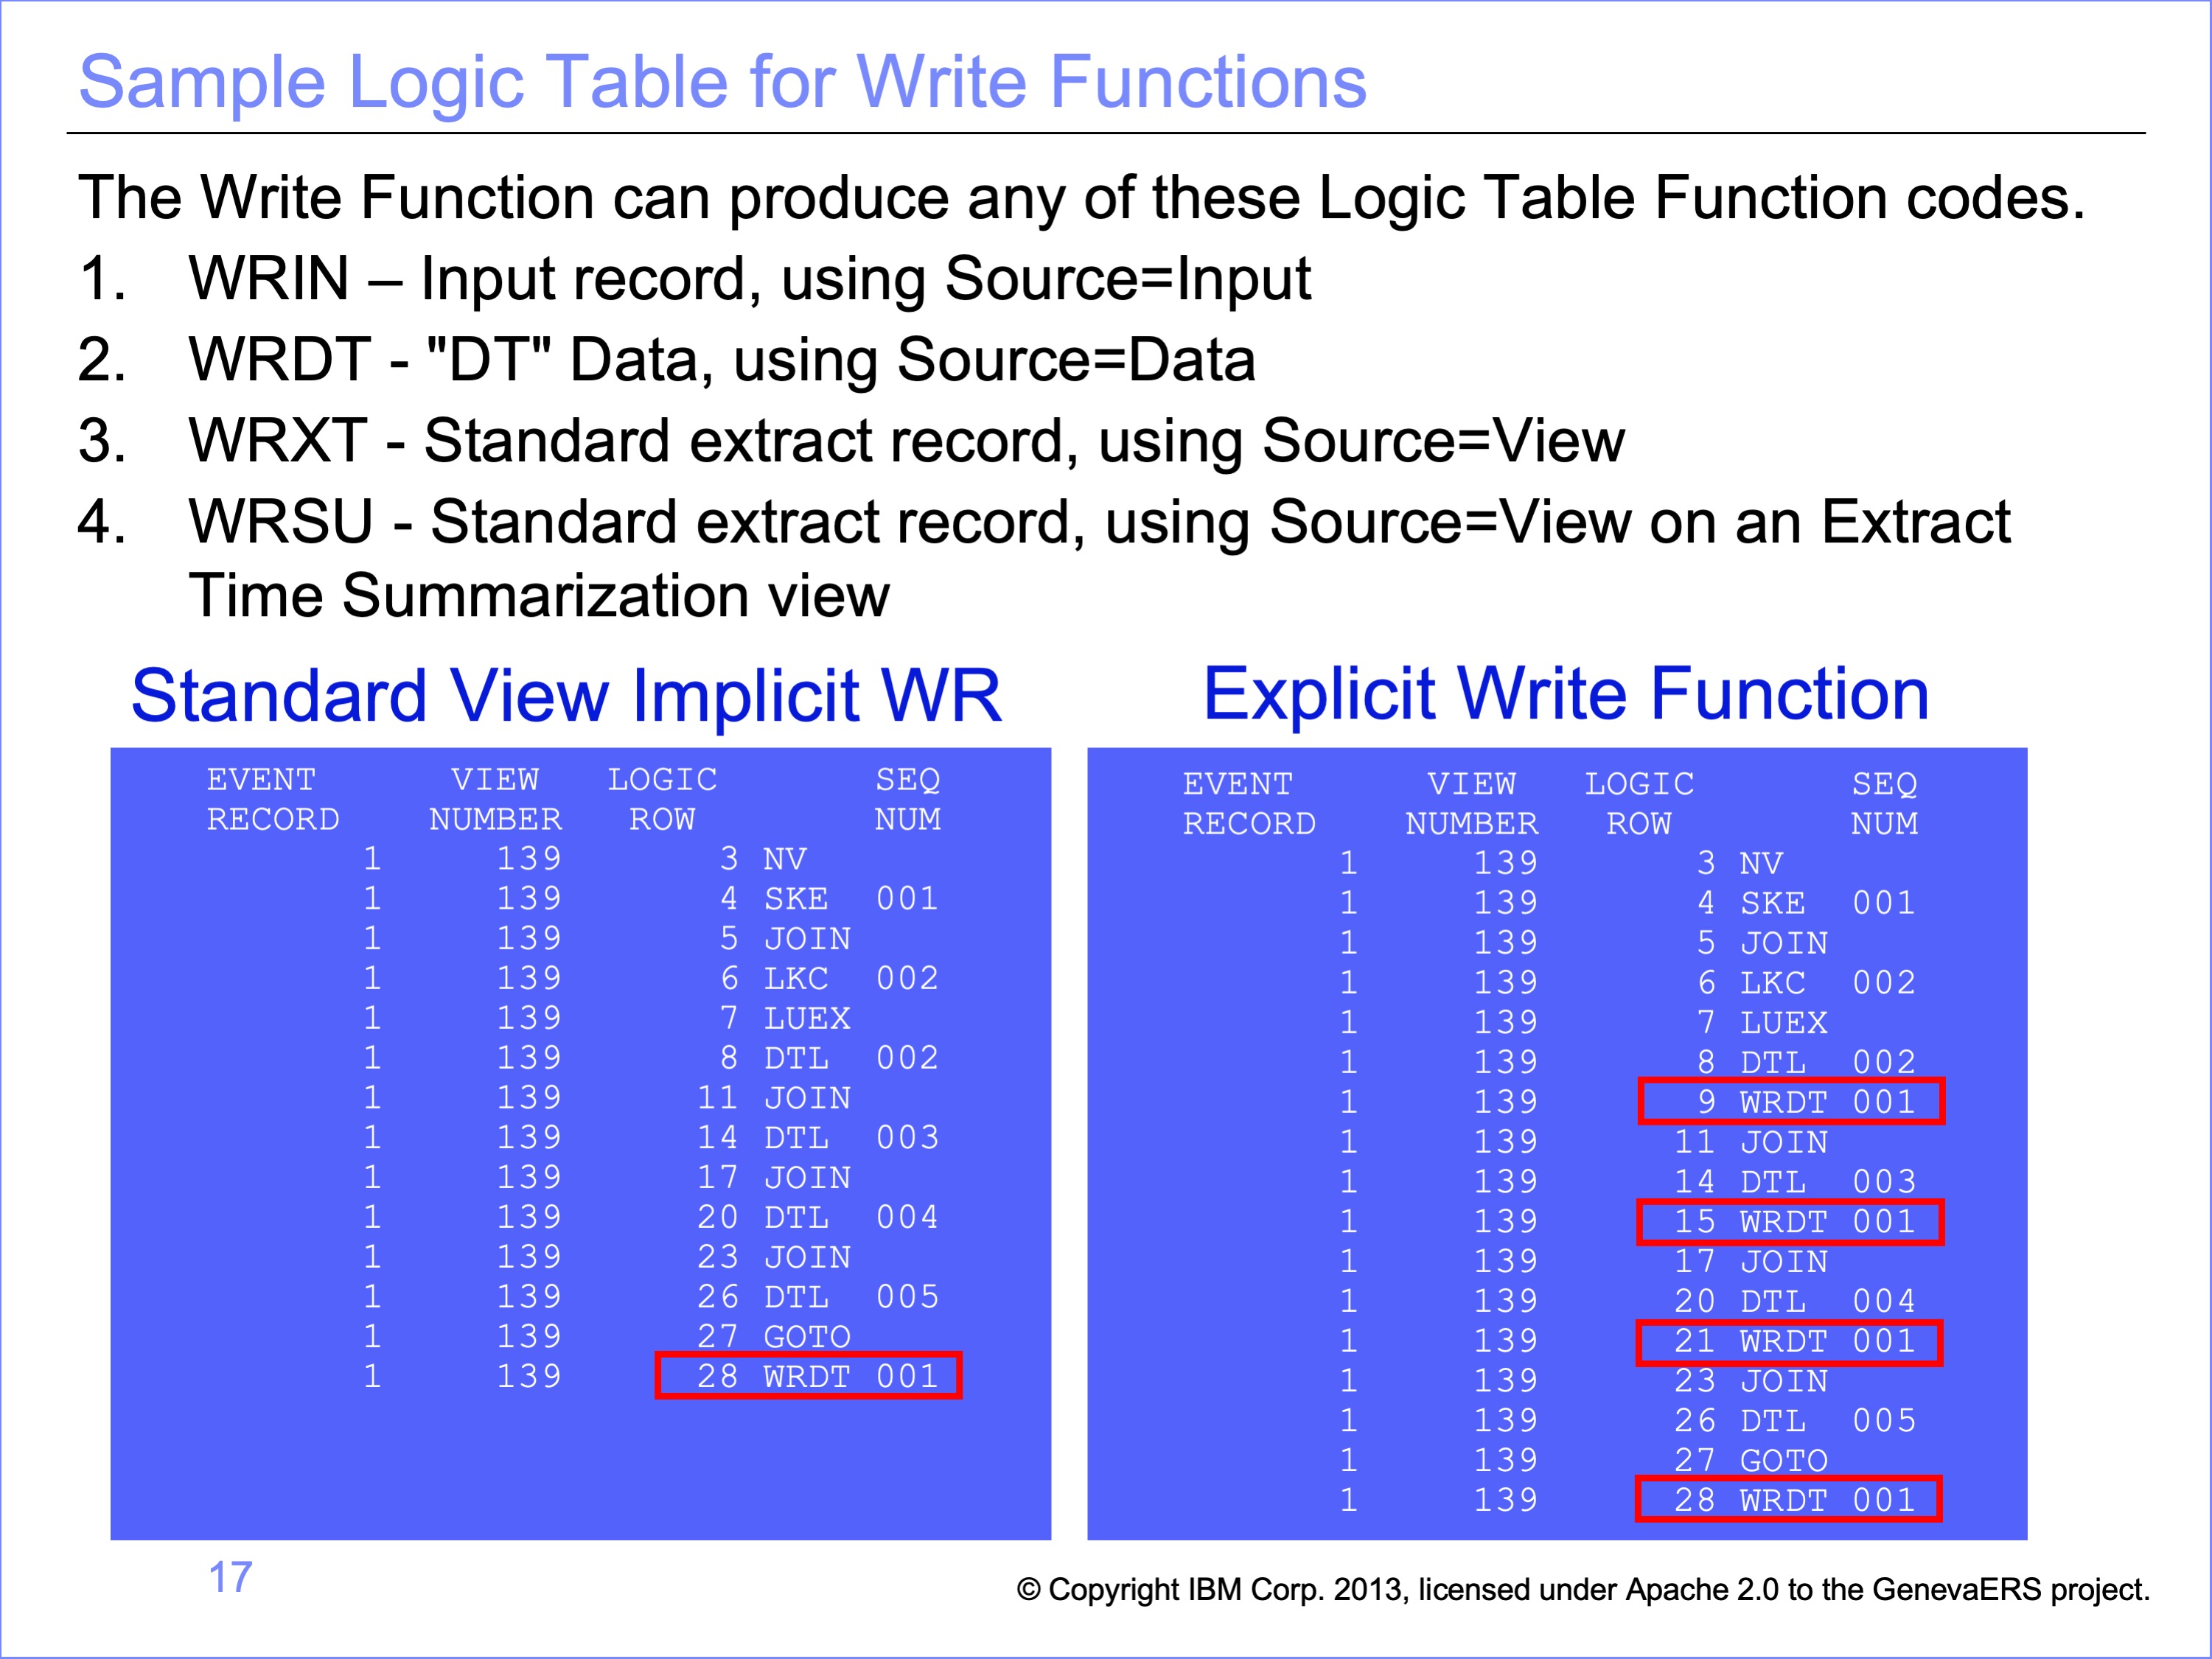 Sample Logic Table for Write Functions
The Write Function can produce any of these Logic Table Function codes.
1. WRIN – Input record, using Source=Input
2. WRDT - "DT" Data, using Source=Data
3. WRXT - Standard extract record, using Source=View
4. WRSU - Standard extract record, using Source=View on an Extract
Time Summarization view
Standard View Implicit WR
EVENT VIEW LOGIC SEQ
RECORD NUMBER ROW NUM
1 139 3 NV
1 139 4 SKE 001
1 139 5 JOIN
1 139 6 LKC 002
1 139 7 LUEX
1 139 8 DTL 002
1 139 11 JOIN
1 139 14 DTL 003
1 139 17 JOIN
1 139 20 DTL 004
1 139 23 JOIN
1 139 26 DTL 005
1 139 27 GOTO
1 139 28 WRDT 001
Explicit Write Function
EVENT VIEW LOGIC SEQ
RECORD NUMBER ROW NUM
1 139 3 NV
1 139 4 SKE 001
1 139 5 JOIN
1 139 6 LKC 002
1 139 7 LUEX
1 139 8 DTL 002
1 139 9 WRDT 001
1 139 11 JOIN
1 139 14 DTL 003
1 139 15 WRDT 001
1 139 17 JOIN
1 139 20 DTL 004
1 139 21 WRDT 001
1 139 23 JOIN
1 139 26 DTL 005
1 139 27 GOTO
1 139 28 WRDT 001
17
© Copyright IBM Corp. 2013, licensed under Apache 2.0 to the GenevaERS project.